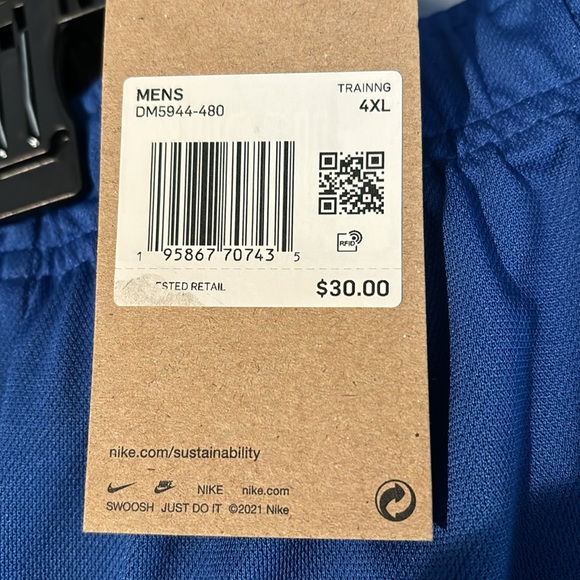 MENS TRAINNG
DM5944-480 4XL
RFID
1 95867 70743 5
ESTED RETAIL $30.00
nike.com/sustainability
NIKE nike.com
SWOOSH JUST DO IT ©2021 Nike